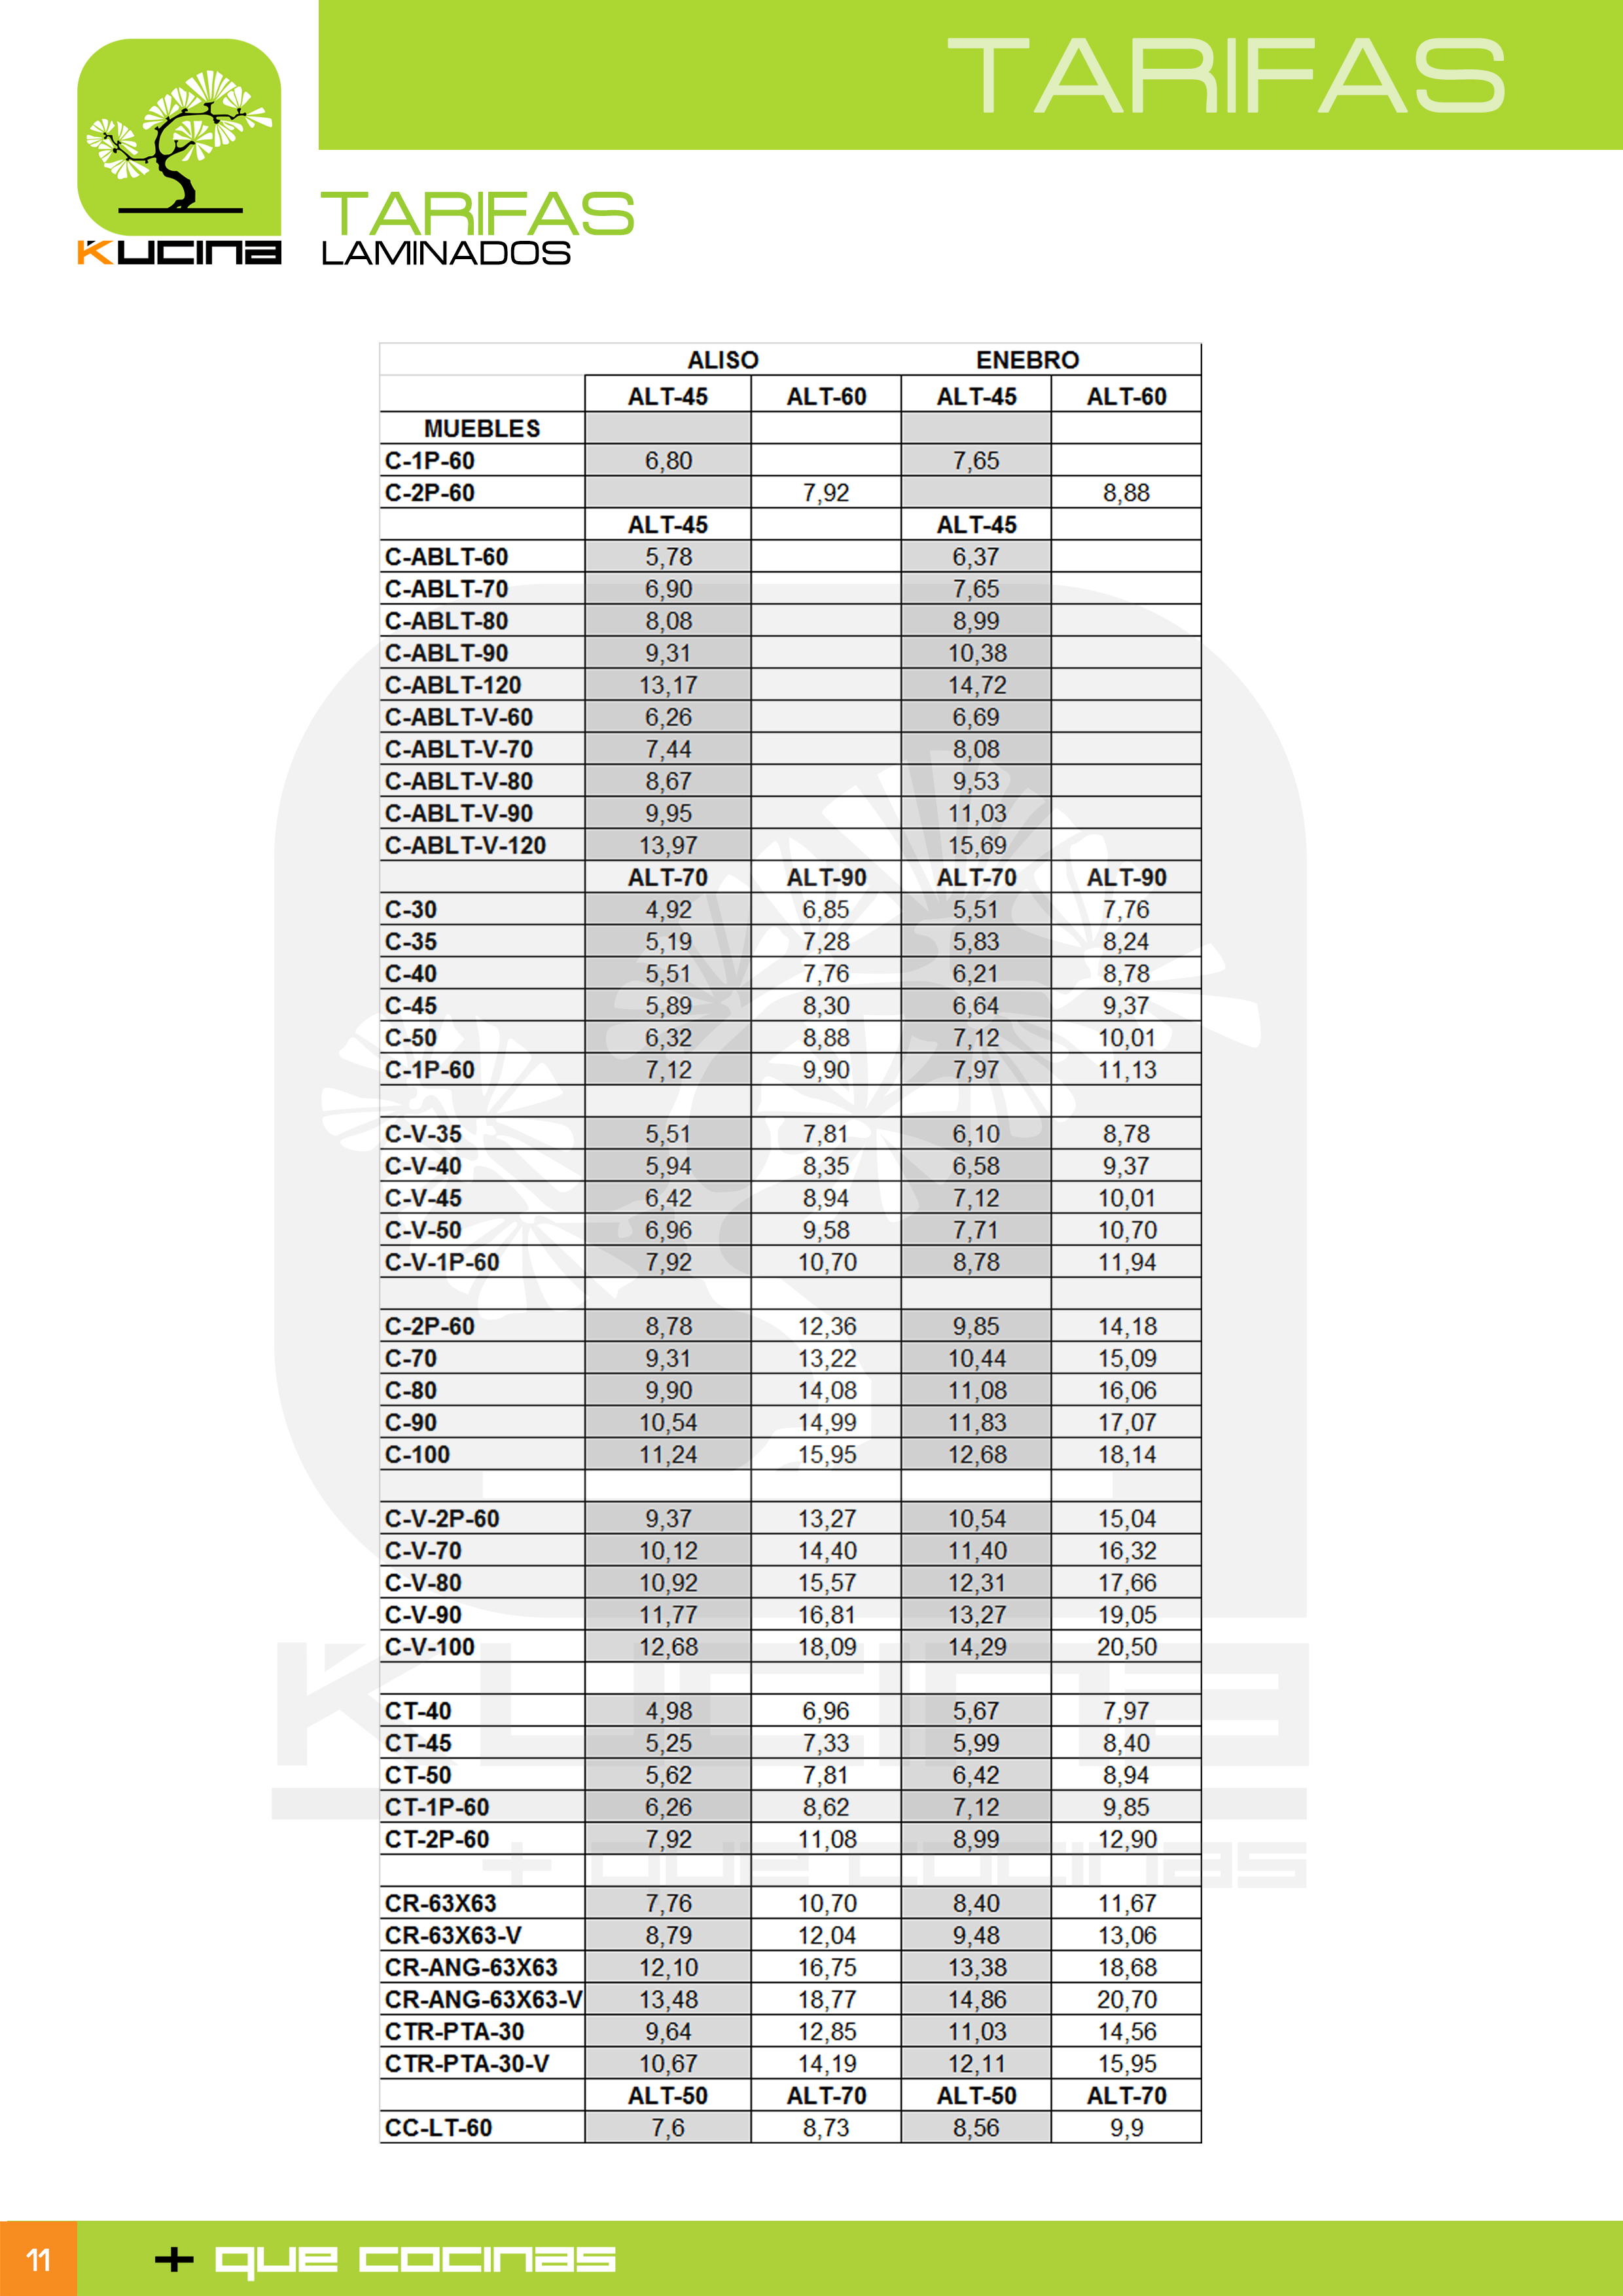 TARIFAS
TARIFAS
KUCINA LAMINADOS
ALISO ENEBRO
ALT-45 ALT-60 ALT-45 ALT-60
MUEBLES
C-1P-60 6,80 7,65
C-2P-60 7,92 8,88
ALT-45 ALT-45
C-ABLT-60 5,78 6,37
C-ABLT-70 6,90 7,65
C-ABLT-80 8,08 8,99
C-ABLT-90 9,31 10,38
C-ABLT-120 13,17 14,72
C-ABLT-V-60 6,26 6,69
C-ABLT-V-70 7,44 8,08
C-ABLT-V-80 8,67 9,53
C-ABLT-V-90 9,95 11,03
C-ABLT-V-120 13,97 15,69
ALT-70 ALT-90 ALT-70 ALT-90
C-30 4,92 6,85 5,51 7,76
C-35 5,19 7,28 5,83 8,24
C-40 5,51 7,76 6,21 8,78
C-45 5,89 8,30 6,64 9,37
C-50 6,32 8,88 7,12 10,01
C-1P-60 7,12 9,90 7,97 11,13
C-V-35 5,51 7,81 6,10 8,78
C-V-40 5,94 8,35 6,58 9,37
C-V-45 6,42 8,94 7,12 10,01
C-V-50 6,96 9,58 7,71 10,70
C-V-1P-60 7,92 10,70 8,78 11,94
C-2P-60 8,78 12,36 9,85 14,18
C-70 9,31 13,22 10,44 15,09
C-80 9,90 14,08 11,08 16,06
C-90 10,54 14,99 11,83 17,07
C-100 11,24 15,95 12,68 18,14
C-V-2P-60 9,37 13,27 10,54 15,04
C-V-70 10,12 14,40 11,40 16,32
C-V-80 10,92 15,57 12,31 17,66
C-V-90 11,77 16,81 13,27 19,05
C-V-100 12,68 18,09 14,29 20,50
CT-40 4,98 6,96 5,67 7,97
CT-45 5,25 7,33 5,99 8,40
CT-50 5,62 7,81 6,42 8,94
CT-1P-60 6,26 8,62 7,12 9,85
CT-2P-60 7,92 11,08 8,99 12,90
CR-63X63 7,76 10,70 8,40 11,67
CR-63X63-V 8,79 12,04 9,48 13,06
CR-ANG-63X63 12,10 16,75 13,38 18,68
CR-ANG-63X63-V 13,48 18,77 14,86 20,70
CTR-PTA-30 9,64 12,85 11,03 14,56
CTR-PTA-30-V 10,67 14,19 12,11 15,95
ALT-50 ALT-70 ALT-50 ALT-70
CC-LT-60 7,6 8,73 8,56 9,9
KUCINA
+ que cocinas
11 + que cocinas